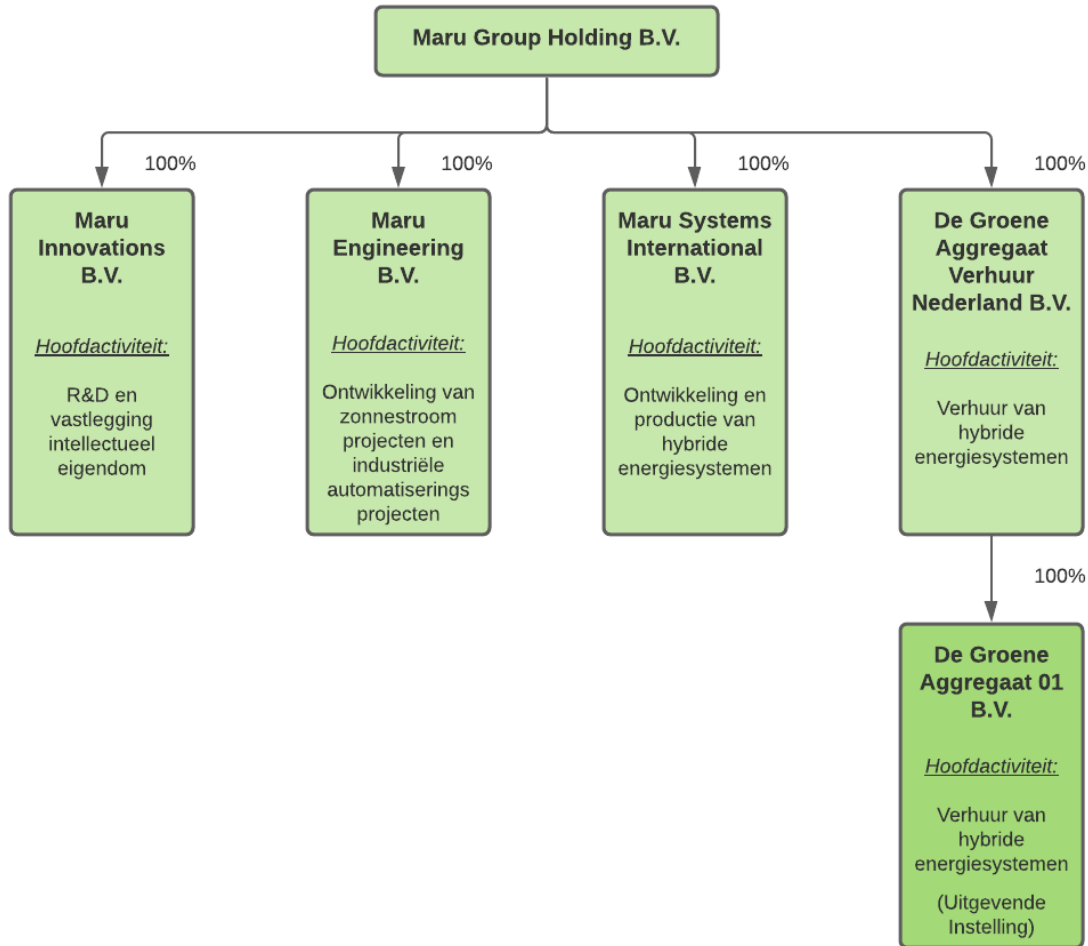 Maru Group Holding B.V.
100%
100%
100%
100%
Maru
Innovations
B.V.
Hoofdactiviteit:
R&D en
vastlegging
intellectueel
eigendom
Maru
Engineering
B.V.
Hoofdactiviteit:
Ontwikkeling van
zonnestroom
projecten en
industriële
automatiserings
projecten
Maru Systems
International
B.V.
Hoofdactiviteit:
Ontwikkeling en
productie van
hybride
energiesystemen
De Groene
Aggregaat
Verhuur
Nederland B.V.
Hoofdactiviteit:
Verhuur van
hybride
energiesystemen
100%
De Groene
Aggregaat 01
B.V.
Hoofdactiviteit:
Verhuur van
hybride
energiesystemen
(Uitgevende
Instelling)